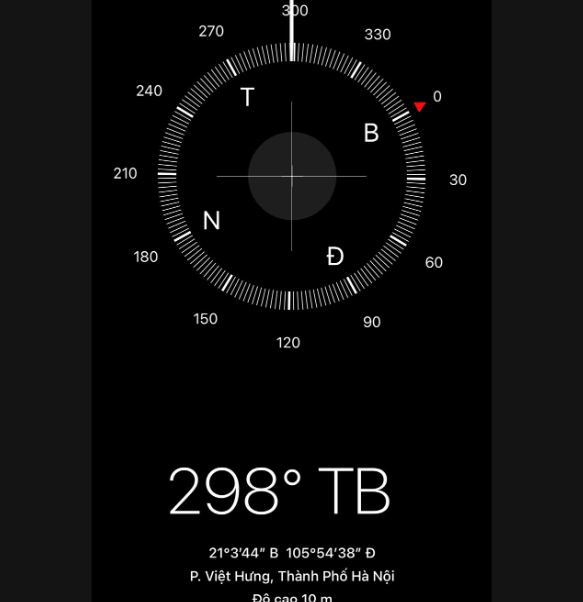 300
270
330
240
0
T
B
210
30
N
Đ
180
60
150
90
120
298° TB
21°3'44" B 105°54'38" Đ
P. Việt Hưng, Thành Phố Hà Nội
Độ cao 10 m